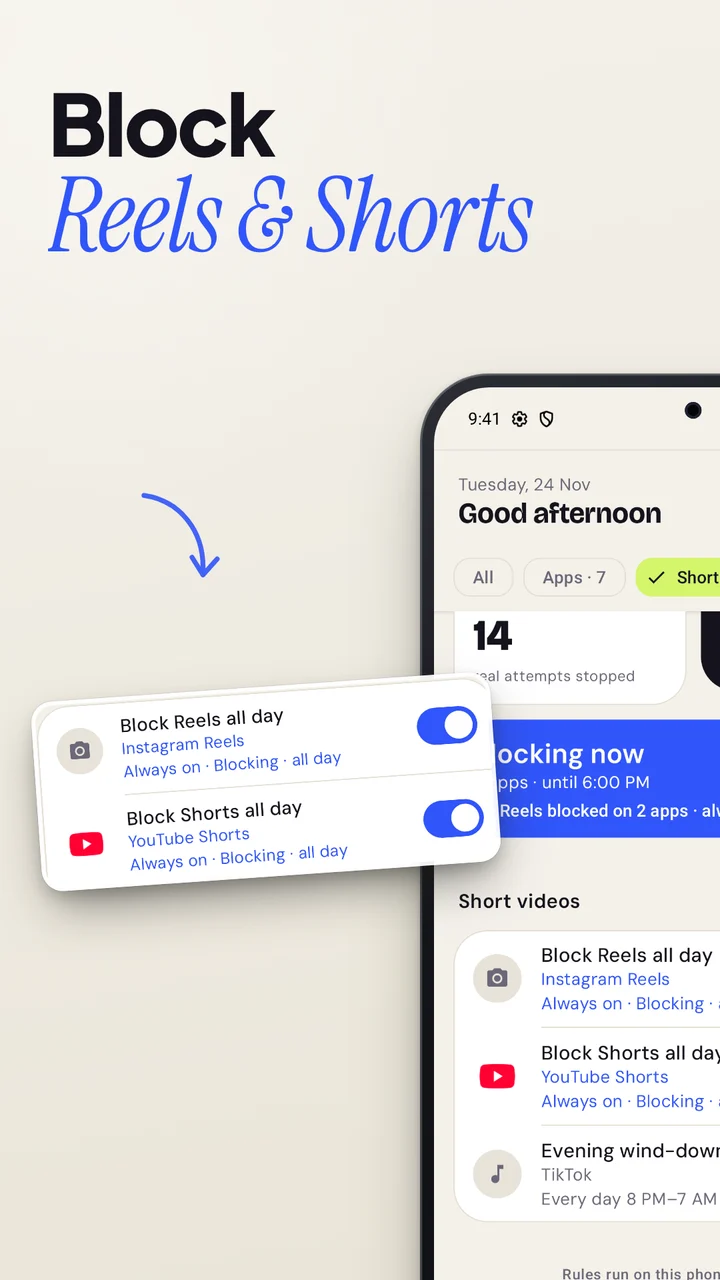 Block
Reels & Shorts
9:41
Tuesday, 24 Nov
Good afternoon
All
Apps · 7
Short
14
real attempts stopped
Block Reels all day
Instagram Reels
Always on · Blocking · all day
Block Shorts all day
YouTube Shorts
Always on · Blocking · all day
locking now
pps · until 6:00 PM
Reels blocked on 2 apps · alw
Short videos
Block Reels all day
Instagram Reels
Always on · Blocking ·
Block Shorts all day
YouTube Shorts
Always on · Blocking ·
Evening wind-down
TikTok
Every day 8 PM–7 AM
Rules run on this phon